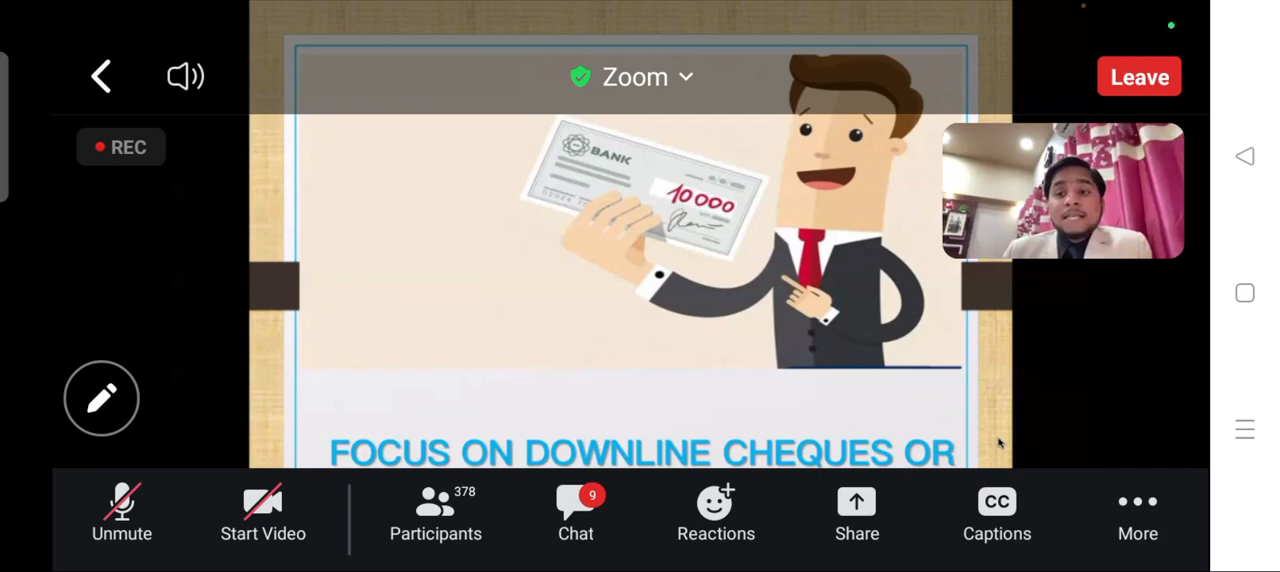 Zoom
Leave
REC
BANK
10000
FOCUS ON DOWNLINE CHEQUES OR
378
9
CC
Unmute
Start Video
Participants
Chat
Reactions
Share
Captions
More